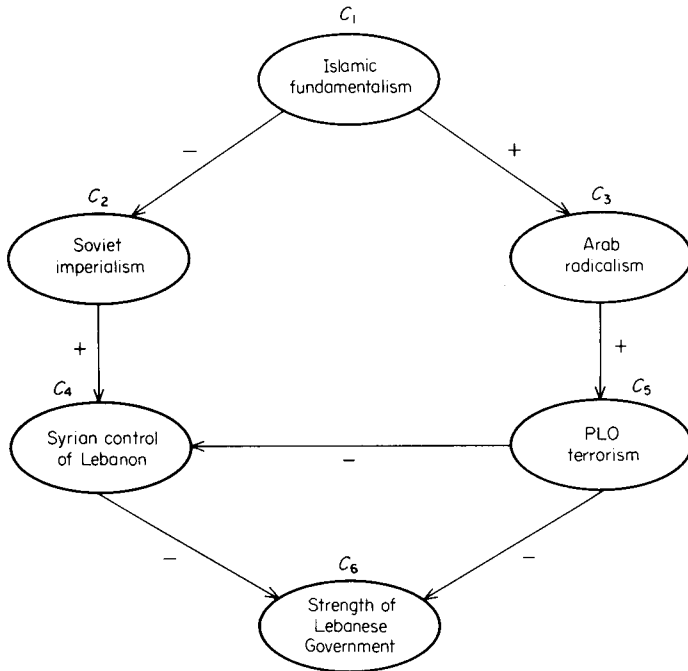 C₁
Islamic
fundamentalism
−
+
C₂
Soviet
imperialism
C₃
Arab
radicalism
+
+
C₄
Syrian control
of Lebanon
C₅
PLO
terrorism
−
−
−
C₆
Strength of
Lebanese
Government